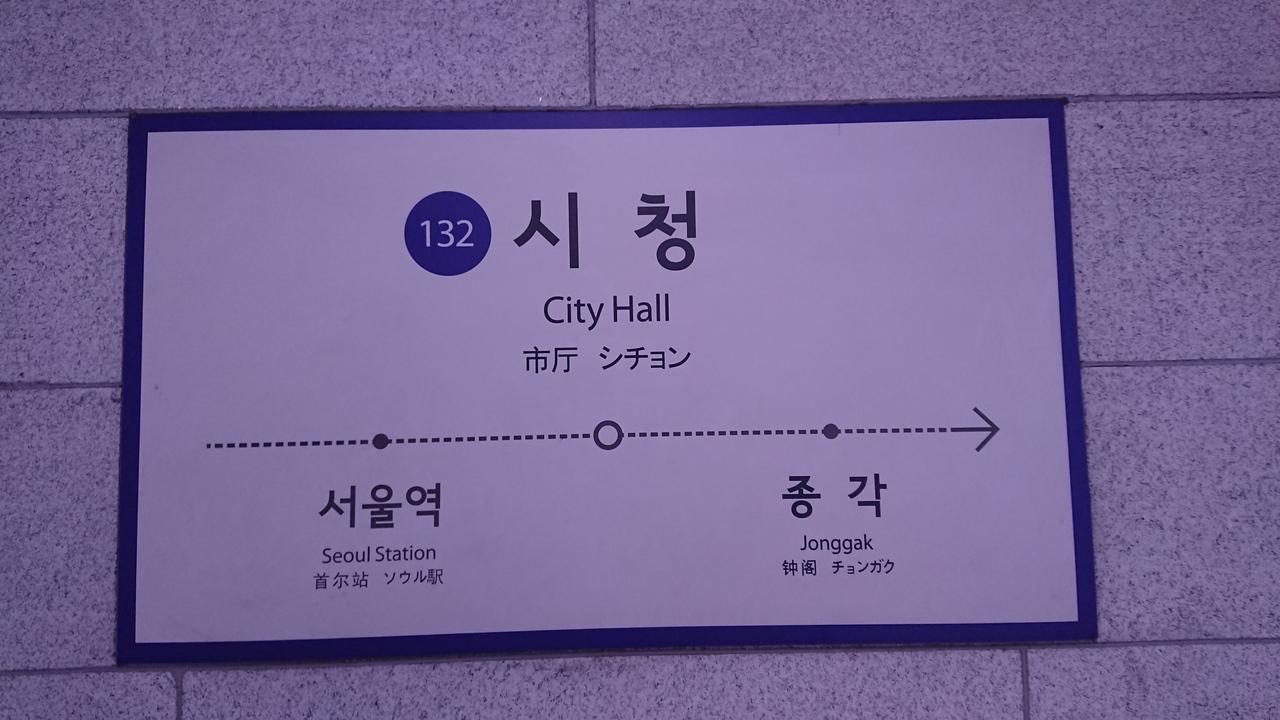 132 시 청
City Hall
市厅 シチョン
서울역
Seoul Station
首尔站 ソウル駅
종 각
Jonggak
钟阁 チョンガク